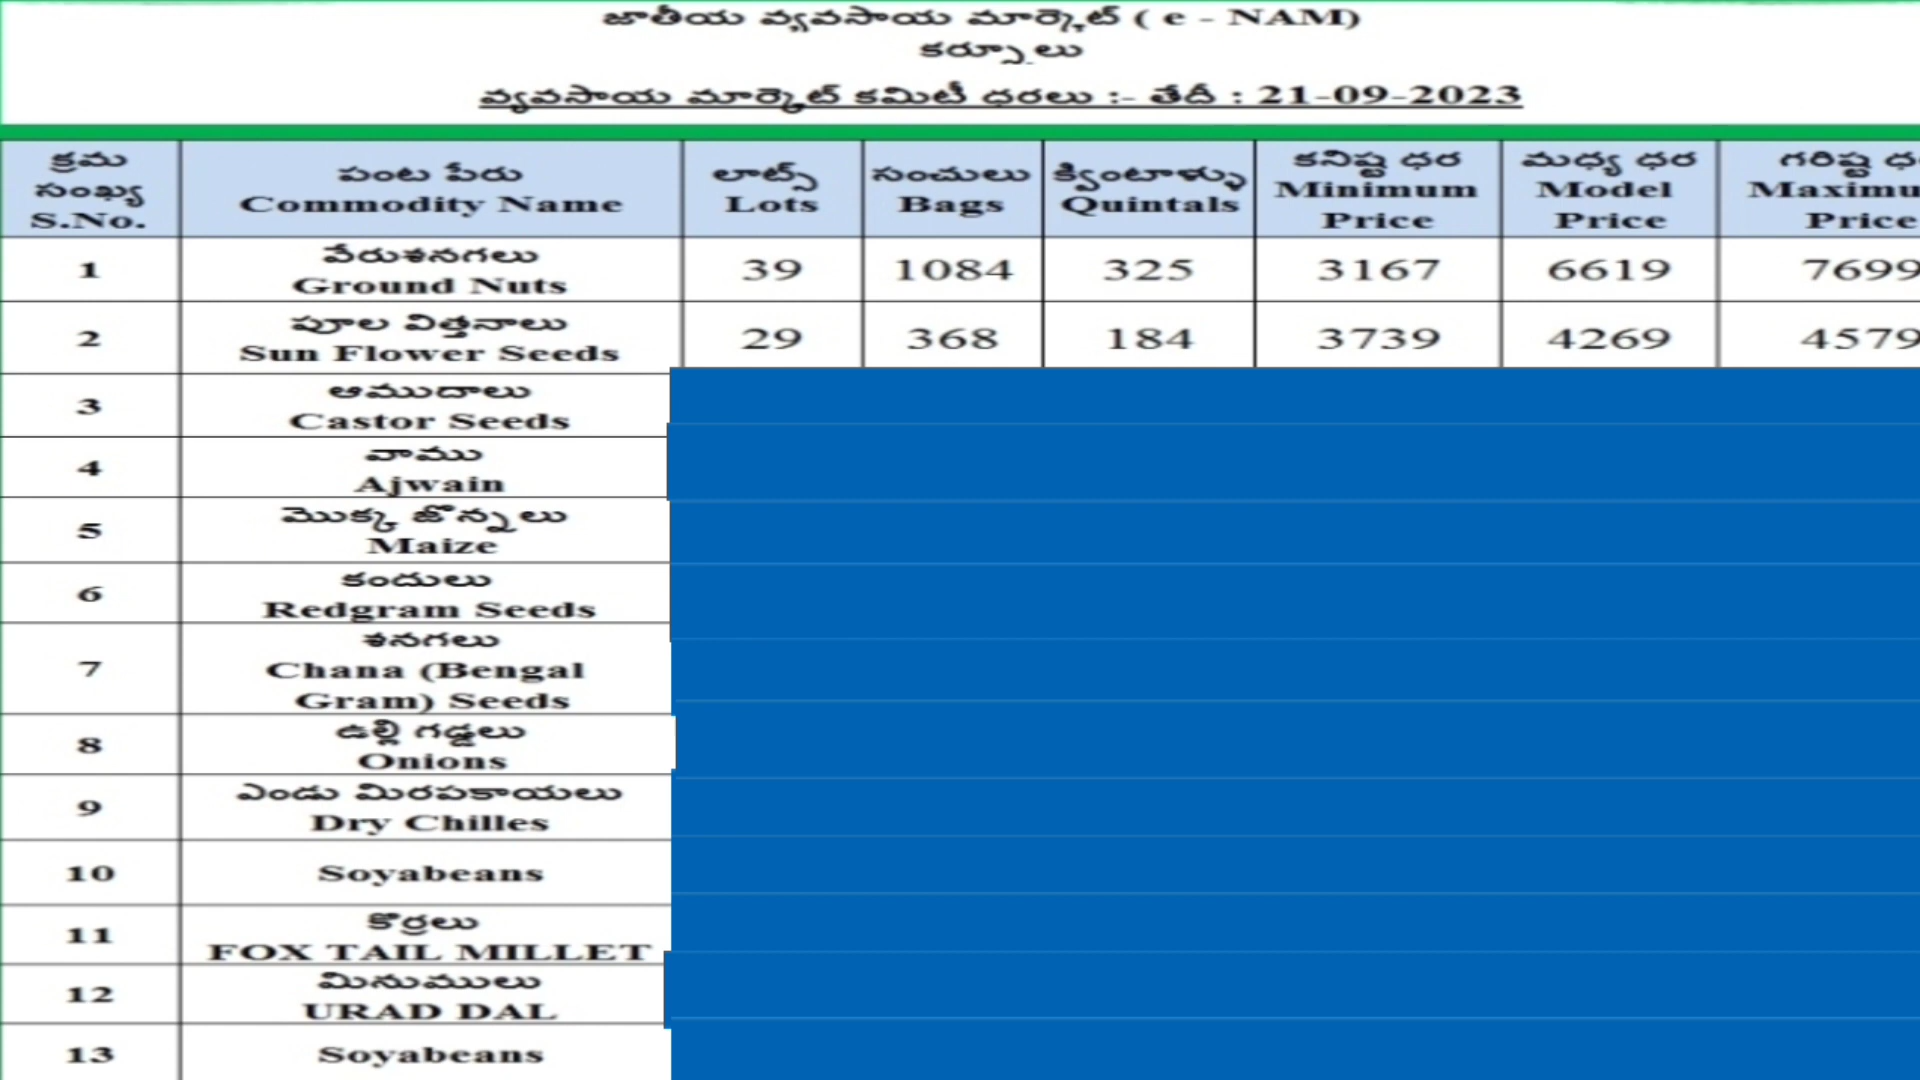 జాతీయ వ్యవసాయ మార్కెట్ ( e - NAM)
కర్నూలు
వ్యవసాయ మార్కెట్ కమిటీ ధరలు :- తేదీ : 21-09-2023
క్రమ సంఖ్య S.No. పంట పేరు Commodity Name లాట్స్ Lots సంచులు Bags క్వింటాళ్ళు Quintals కనిష్ట ధర Minimum Price మధ్య ధర Model Price గరిష్ట Price
1 వేరుశనగలు Ground Nuts 39 1084 325 3167 6619 7699
2 పూల విత్తనాలు Sun Flower Seeds 29 368 184 3739 4269 4579
3 ఆముదాలు Castor Seeds
4 వాము Ajwain
5 మొక్క జొన్నలు Maize
6 కందులు Redgram Seeds
7 శనగలు Chana (Bengal Gram) Seeds
8 ఉల్లి గడ్డలు Onions
9 ఎండు మిరపకాయలు Dry Chilles
10 Soyabeans
11 కొర్రలు FOX TAIL MILLET
12 మినుములు URAD DAL
13 Soyabeans